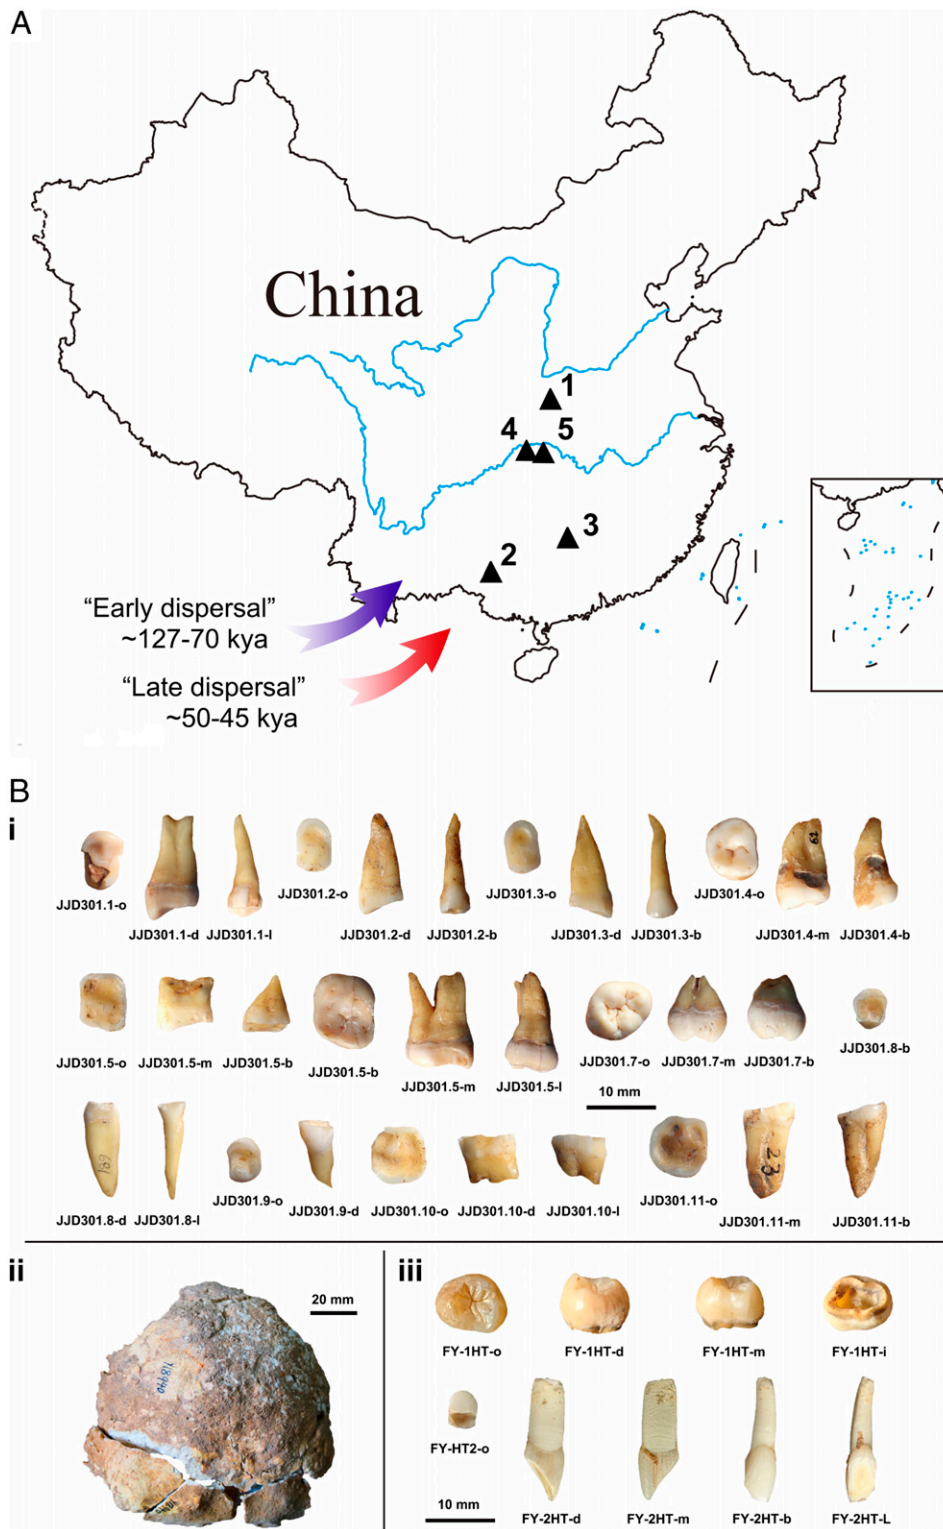 A
China
1
4
5
3
2
“Early dispersal”
~127-70 kya
“Late dispersal”
~50-45 kya
B
i
JJD301.1-o
JJD301.1-d
JJD301.1-l
JJD301.2-o
JJD301.2-d
JJD301.2-b
JJD301.3-o
JJD301.3-d
JJD301.3-b
JJD301.4-o
JJD301.4-m
JJD301.4-b
JJD301.5-o
JJD301.5-m
JJD301.5-b
JJD301.5-b
JJD301.5-m
JJD301.5-l
JJD301.7-o
JJD301.7-m
JJD301.7-b
JJD301.8-b
10 mm
JJD301.8-d
JJD301.8-l
JJD301.9-o
JJD301.9-d
JJD301.10-o
JJD301.10-d
JJD301.10-l
JJD301.11-o
23
JJD301.11-m
JJD301.11-b
ii
20 mm
iii
FY-1HT-o
FY-1HT-d
FY-1HT-m
FY-1HT-i
FY-HT2-o
10 mm
FY-2HT-d
FY-2HT-m
FY-2HT-b
FY-2HT-L